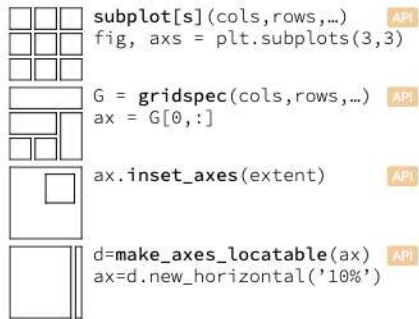 subplot[s](cols,rows,…) API
fig, axs = plt.subplots(3,3)
G = gridspec(cols,rows,…) API
ax = G[0,:]
ax.inset_axes(extent) API
d=make_axes_locatable(ax) API
ax=d.new_horizontal('10%')